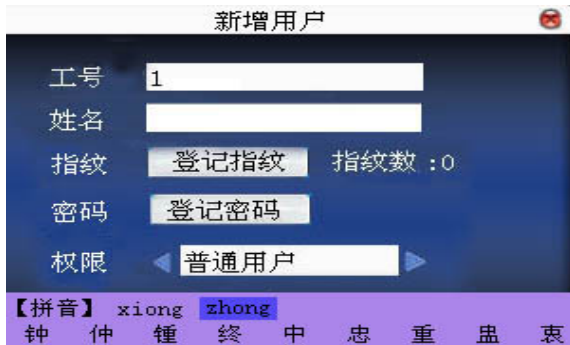 新增用户
工号 1
姓名
指纹 登记指纹 指纹数:0
密码 登记密码
权限 普通用户
【拼音】 xiong zhong
钟 仲 锺 终 中 忠 重 蛊 衷